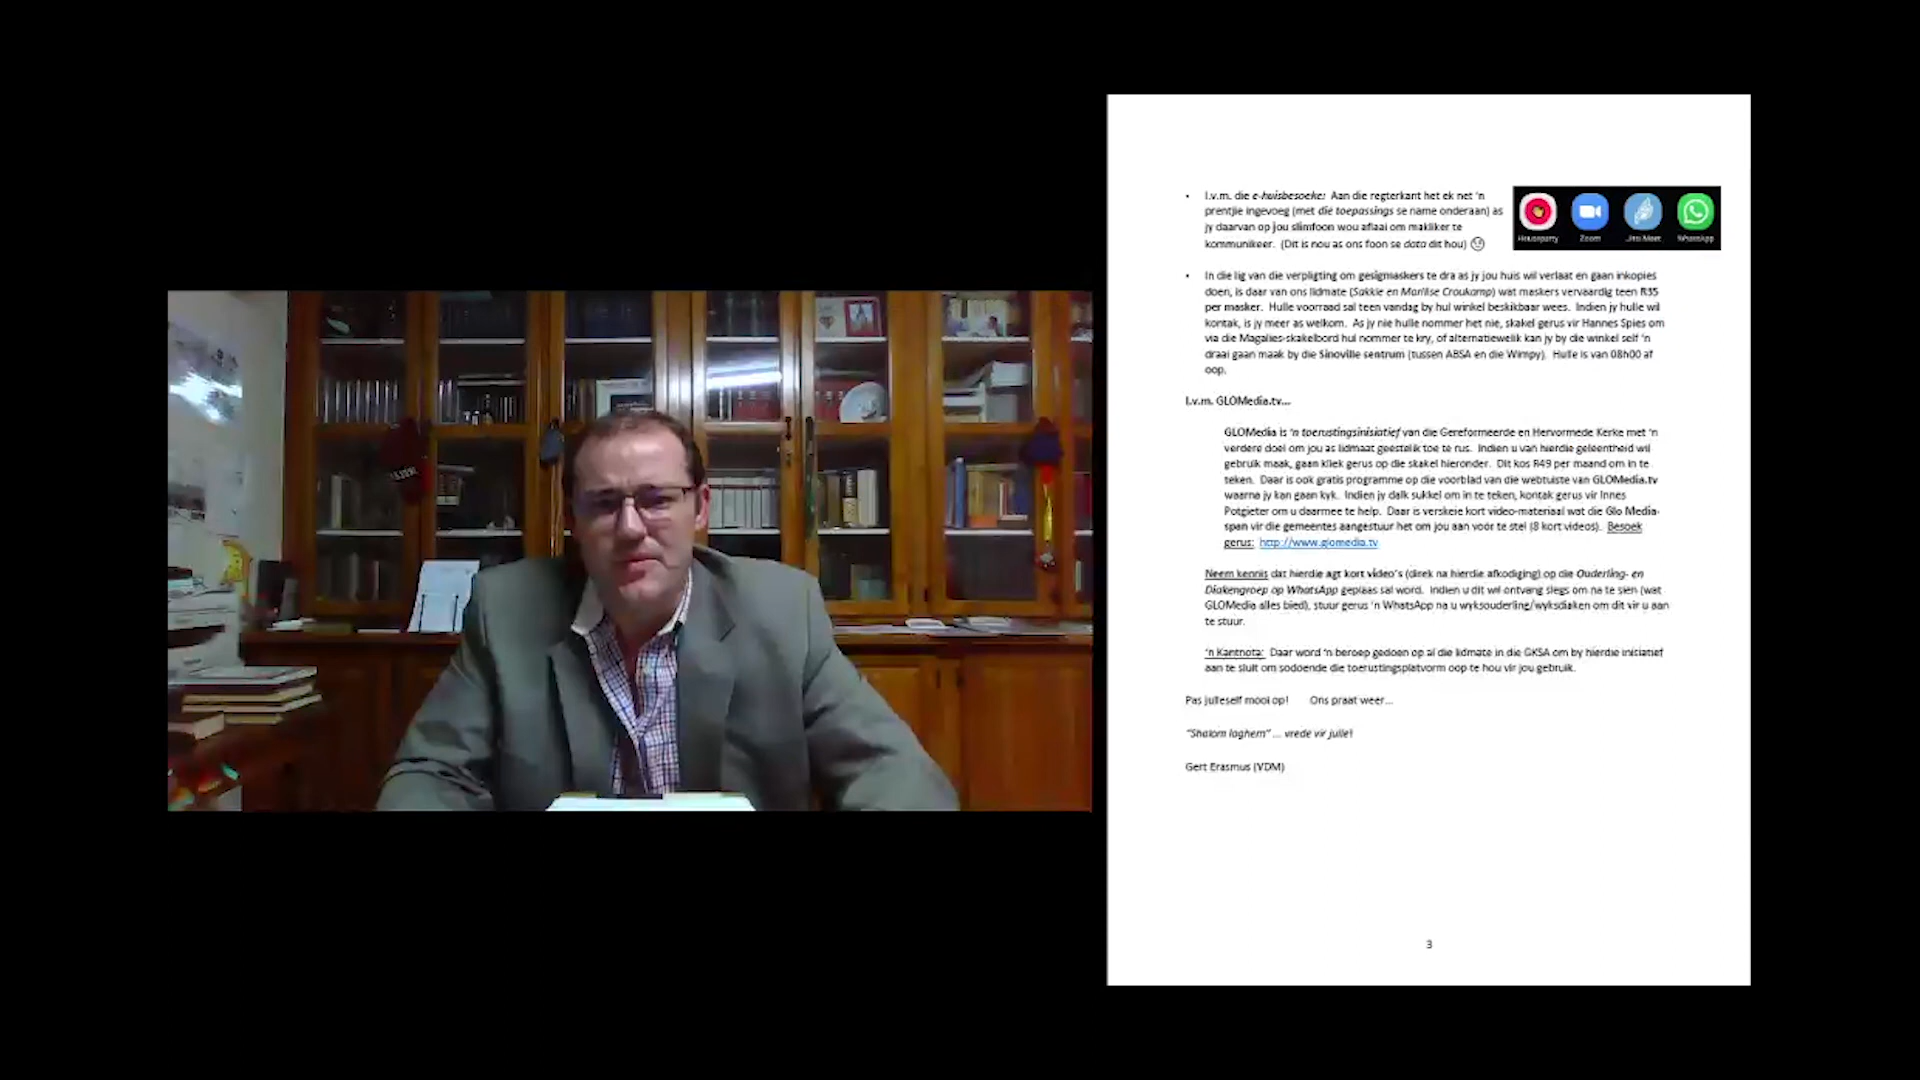 • I.v.m. die e-huisbesoeke: Aan die regterkant het ek net 'n
prentjie ingevoeg (met die toepassings se name onderaan) as
jy daarvan op jou slimfoon wou aflaai om makliker te
kommunikeer. (Dit is nou as ons foon se data dit hou)
Houseparty Zoom Jitsi Meet WhatsApp
• In die lig van die verpligting om gesigmaskers te dra as jy jou huis wil verlaat en gaan inkopies
doen, is daar van ons lidmate (Sakkie en Marilise Croukamp) wat maskers vervaardig teen R35
per masker. Hulle voorraad sal teen vandag by hul winkel beskikbaar wees. Indien jy hulle wil
kontak, is jy meer as welkom. As jy nie hulle nommer het nie, skakel gerus vir Hannes Spies om
via die Magalies-skakelbord hul nommer te kry, of alternatiewelik kan jy by die winkel self 'n
draai gaan maak by die Sinoville sentrum (tussen ABSA en die Wimpy). Hulle is van 08h00 af
oop.
I.v.m. GLOMedia.tv...
GLOMedia is 'n toerustingsinisiatief van die Gereformeerde en Hervormede Kerke met 'n
verdere doel om jou as lidmaat geestelik toe te rus. Indien u van hierdie geleentheid wil
gebruik maak, gaan kliek gerus op die skakel hieronder. Dit kos R49 per maand om in te
teken. Daar is ook gratis programme op die voorblad van die webtuiste van GLOMedia.tv
waarna jy kan gaan kyk. Indien jy dalk sukkel om in te teken, kontak gerus vir Innes
Potgieter om u daarmee te help. Daar is verskeie kort video-materiaal wat die Glo Media-
span vir die gemeentes aangestuur het om jou aan voor te stel (8 kort videos). Besoek
gerus: http://www.glomedia.tv
Neem kennis dat hierdie agt kort video's (direk na hierdie afkondiging) op die Ouderling- en
Diakengroep op WhatsApp geplaas sal word. Indien u dit wil ontvang slegs om na te sien (wat
GLOMedia alles bied), stuur gerus 'n WhatsApp na u wyksouderling/wyksdiaken om dit vir u aan
te stuur.
'n Kantnota: Daar word 'n beroep gedoen op al die lidmate in die GKSA om by hierdie inisiatief
aan te sluit om sodoende die toerustingsplatvorm oop te hou vir jou gebruik.
Pas julleself mooi op! Ons praat weer...
"Shalom laghem" ... vrede vir julle!
Gert Erasmus (VDM)
3